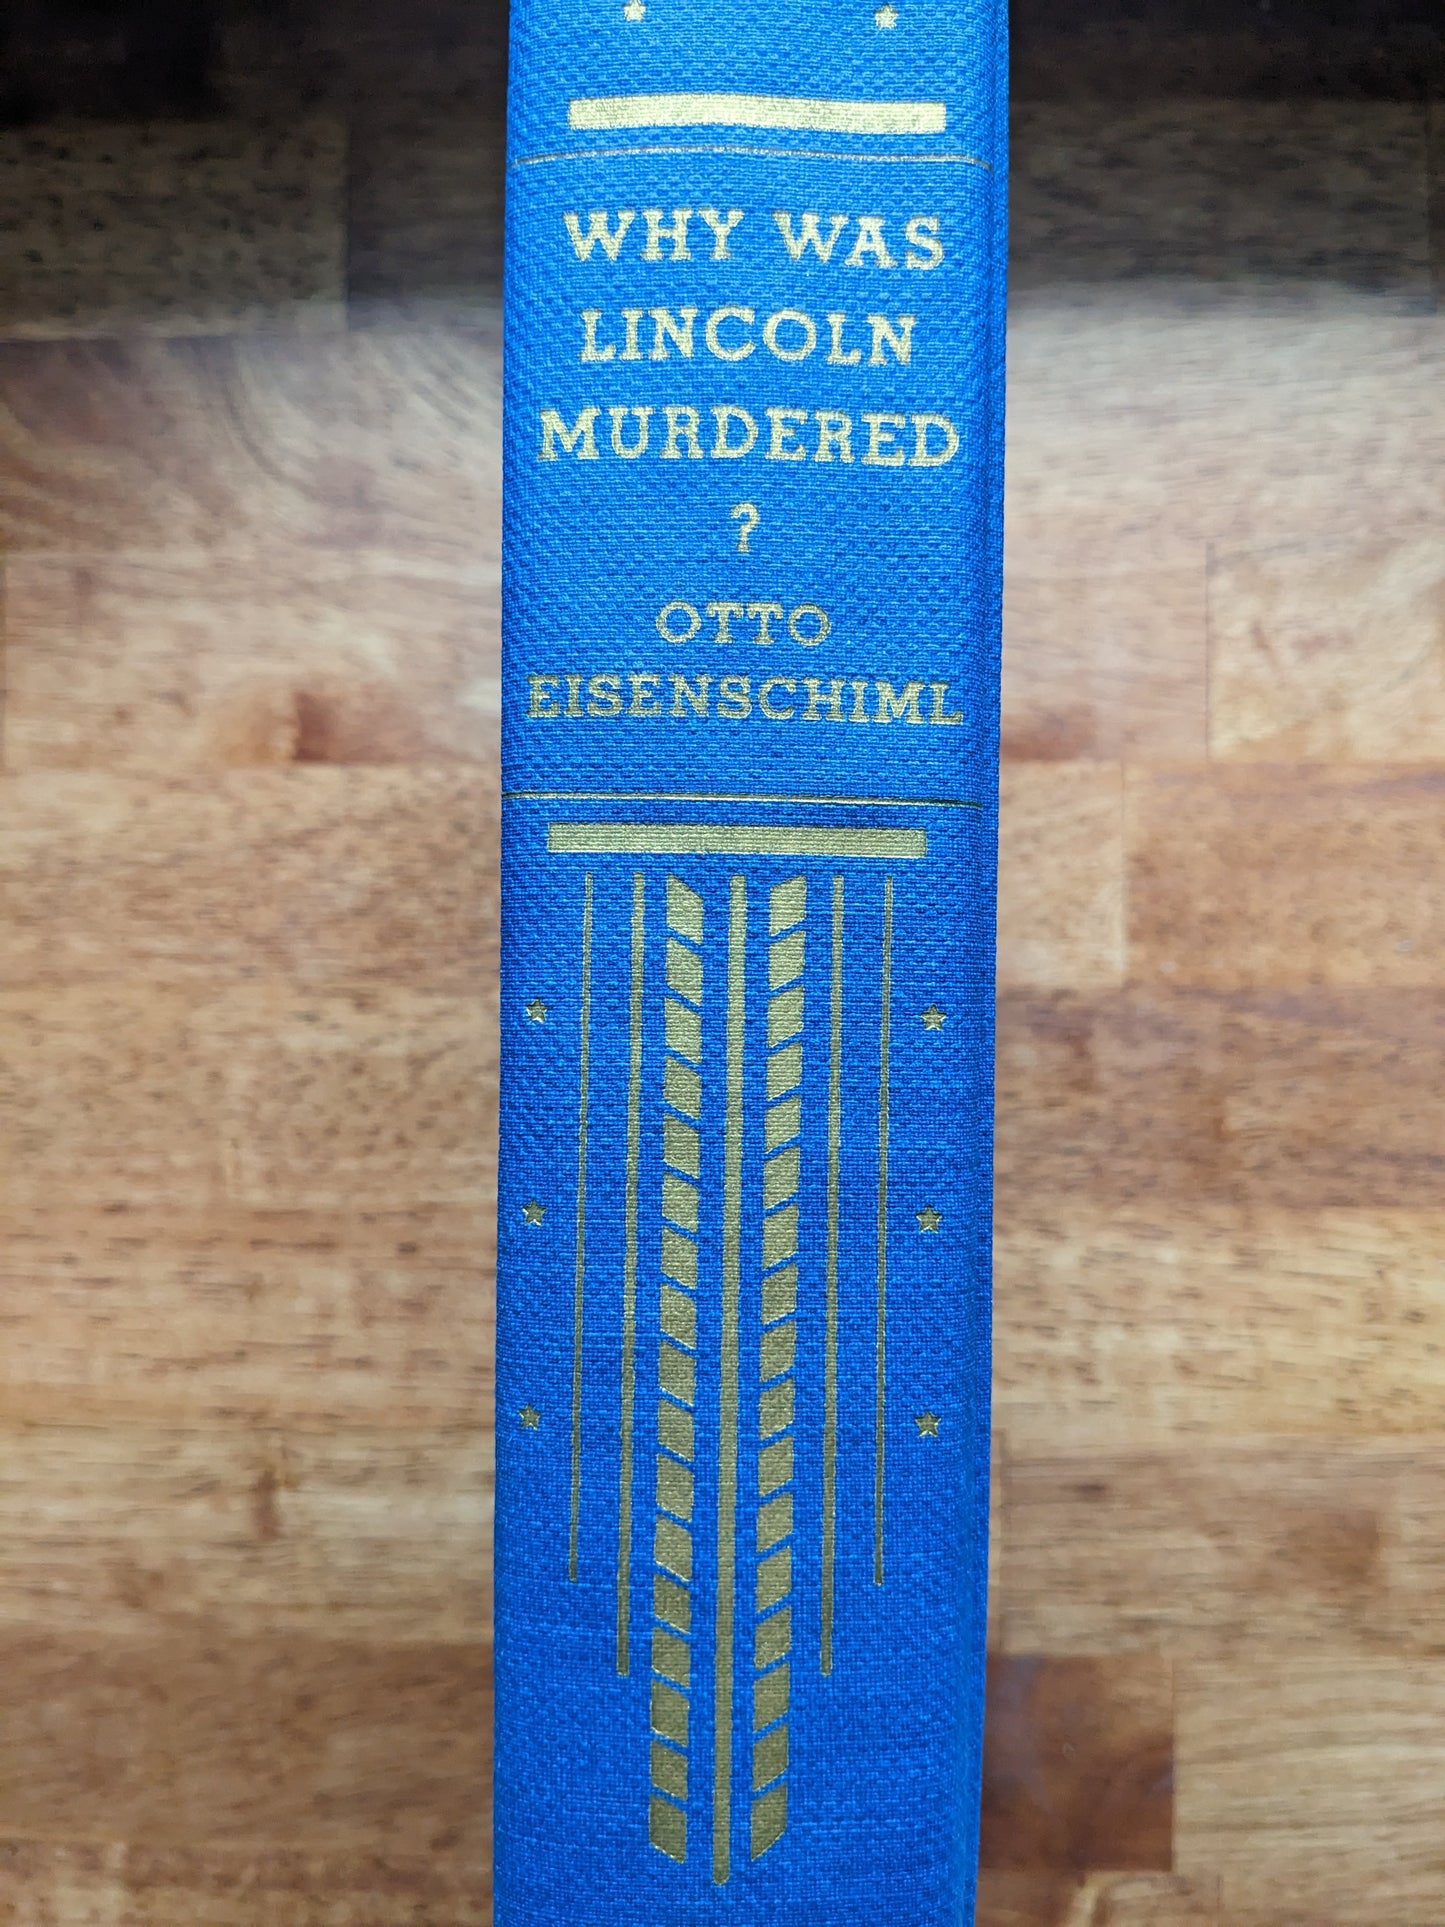 WHY WAS
LINCOLN
MURDERED
?
OTTO
EISENSCHIML